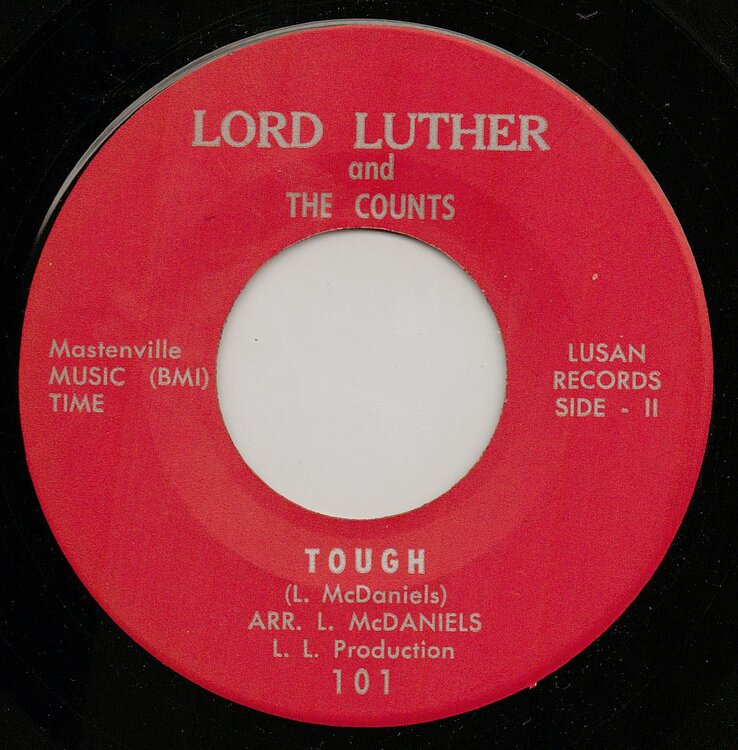 LORD LUTHER
and
THE COUNTS
Mastenville
MUSIC (BMI)
TIME
LUSAN
RECORDS
SIDE - II
TOUGH
(L. McDaniels)
ARR. L. McDANIELS
L. L. Production
101